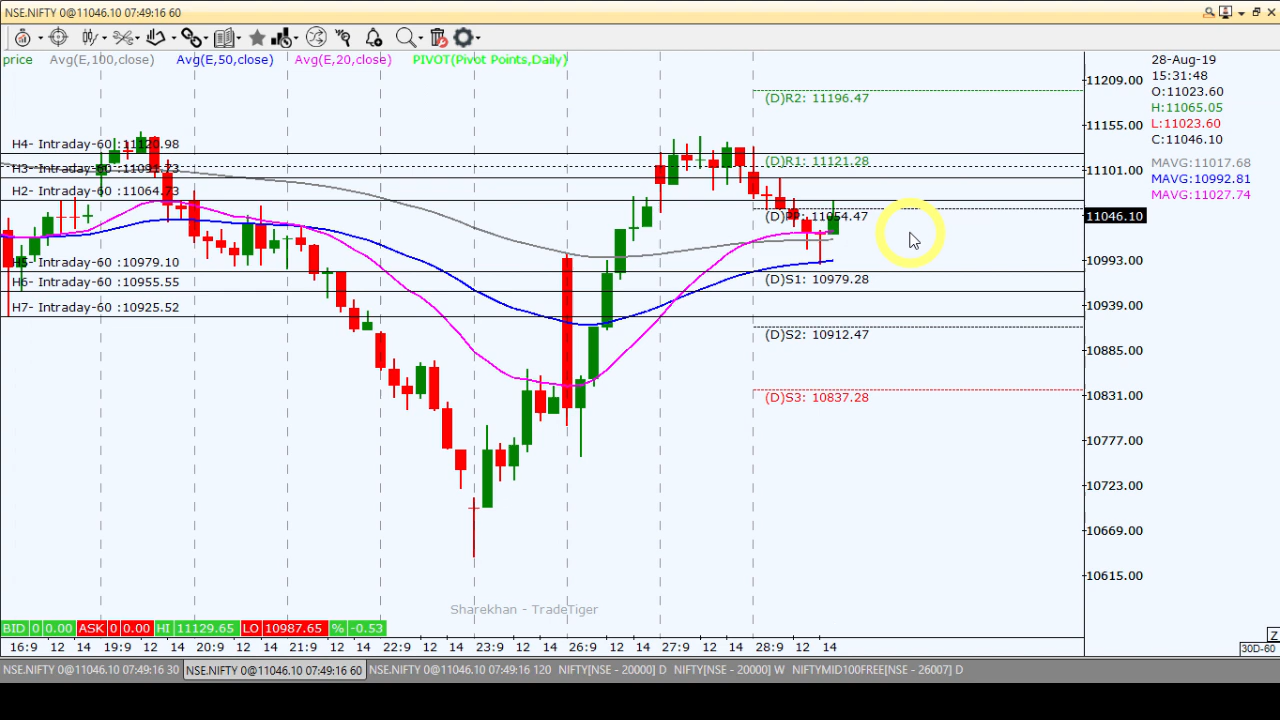 NSE.NIFTY 0@11046.10 07:49:16 60
price Avg(E,100,close) Avg(E,50,close) Avg(E,20,close) PIVOT(Pivot Points,Daily)
28-Aug-19
15:31:48
O:11023.60
H:11065.05
L:11023.60
C:11046.10
MAVG:11017.68
MAVG:10992.81
MAVG:11027.74
11209.00
11155.00
11101.00
11046.10
10993.00
10939.00
10885.00
10831.00
10777.00
10723.00
10669.00
10615.00
(D)R2: 11196.47
(D)R1: 11121.28
(D)PP: 11054.47
(D)S1: 10979.28
(D)S2: 10912.47
(D)S3: 10837.28
H4- Intraday-60 :11120.98
H3- Intraday-60 :11091.73
H2- Intraday-60 :11064.73
H5- Intraday-60 :10979.10
H6- Intraday-60 :10955.55
H7- Intraday-60 :10925.52
Sharekhan - TradeTiger
BID 0 0.00 ASK 0 0.00 HI 11129.65 LO 10987.65 % -0.53
Z
16:9 12 14 19:9 12 14 20:9 12 14 21:9 12 14 22:9 12 14 23:9 12 14 26:9 12 14 27:9 12 14 28:9 12 14
30D-60
NSE.NIFTY 0@11046.10 07:49:16 30 NSE.NIFTY 0@11046.10 07:49:16 60 NSE.NIFTY 0@11046.10 07:49:16 120 NIFTY[NSE - 20000] D NIFTY[NSE - 20000] W NIFTYMID100FREE[NSE - 26007] D